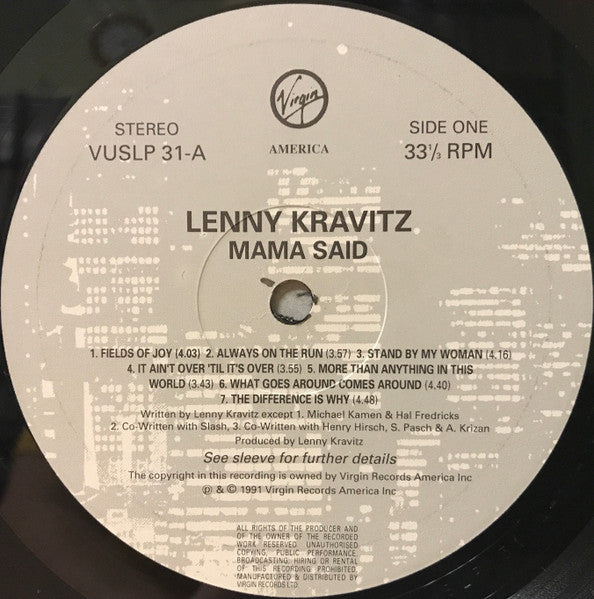 Virgin
AMERICA
STEREO
VUSLP 31-A
SIDE ONE
33⅓ RPM
LENNY KRAVITZ
MAMA SAID
1. FIELDS OF JOY (4.03) 2. ALWAYS ON THE RUN (3.57) 3. STAND BY MY WOMAN (4.16)
4. IT AIN'T OVER 'TIL IT'S OVER (3.55) 5. MORE THAN ANYTHING IN THIS
WORLD (3.43) 6. WHAT GOES AROUND COMES AROUND (4.40)
7. THE DIFFERENCE IS WHY (4.48)
Written by Lenny Kravitz except 1. Michael Kamen & Hal Fredricks
2. Co-Written with Slash, 3. Co-Written with Henry Hirsch, S. Pasch & A. Krizan
Produced by Lenny Kravitz
See sleeve for further details
The copyright in this recording is owned by Virgin Records America Inc
℗ & © 1991 Virgin Records America Inc
ALL RIGHTS OF THE PRODUCER AND
OF THE OWNER OF THE RECORDED
WORK RESERVED. UNAUTHORISED
COPYING, PUBLIC PERFORMANCE,
BROADCASTING, HIRING OR RENTAL
OF THIS RECORDING PROHIBITED.
MANUFACTURED & DISTRIBUTED BY
VIRGIN RECORDS LTD.